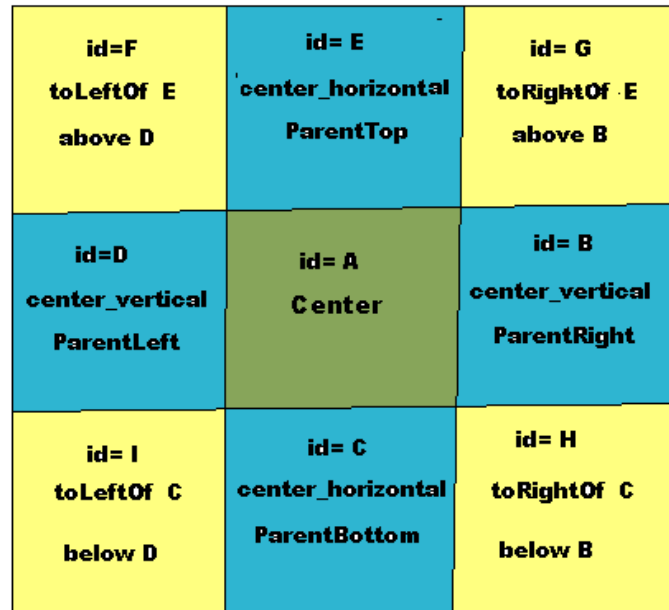 id=F
toLeftOf E
above D
id= E
center_horizontal
ParentTop
id= G
toRightOf E
above B
id=D
center_vertical
ParentLeft
id= A
Center
id= B
center_vertical
ParentRight
id= I
toLeftOf C
below D
id= C
center_horizontal
ParentBottom
id= H
toRightOf C
below B